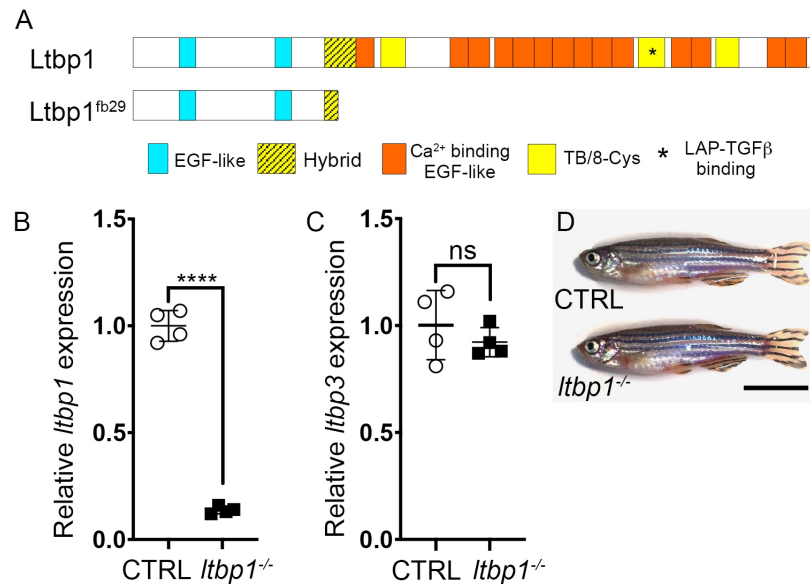 A
Ltbp1
*
Ltbp1fb29
EGF-like
Hybrid
Ca2+ binding
EGF-like
TB/8-Cys
* LAP-TGFβ
binding
B
1.5
1.0
0.5
0.0
Relative ltbp1 expression
****
CTRL ltbp1-/-
C
1.5
1.0
0.5
0.0
Relative ltbp3 expression
ns
CTRL ltbp1-/-
D
CTRL
ltbp1-/-